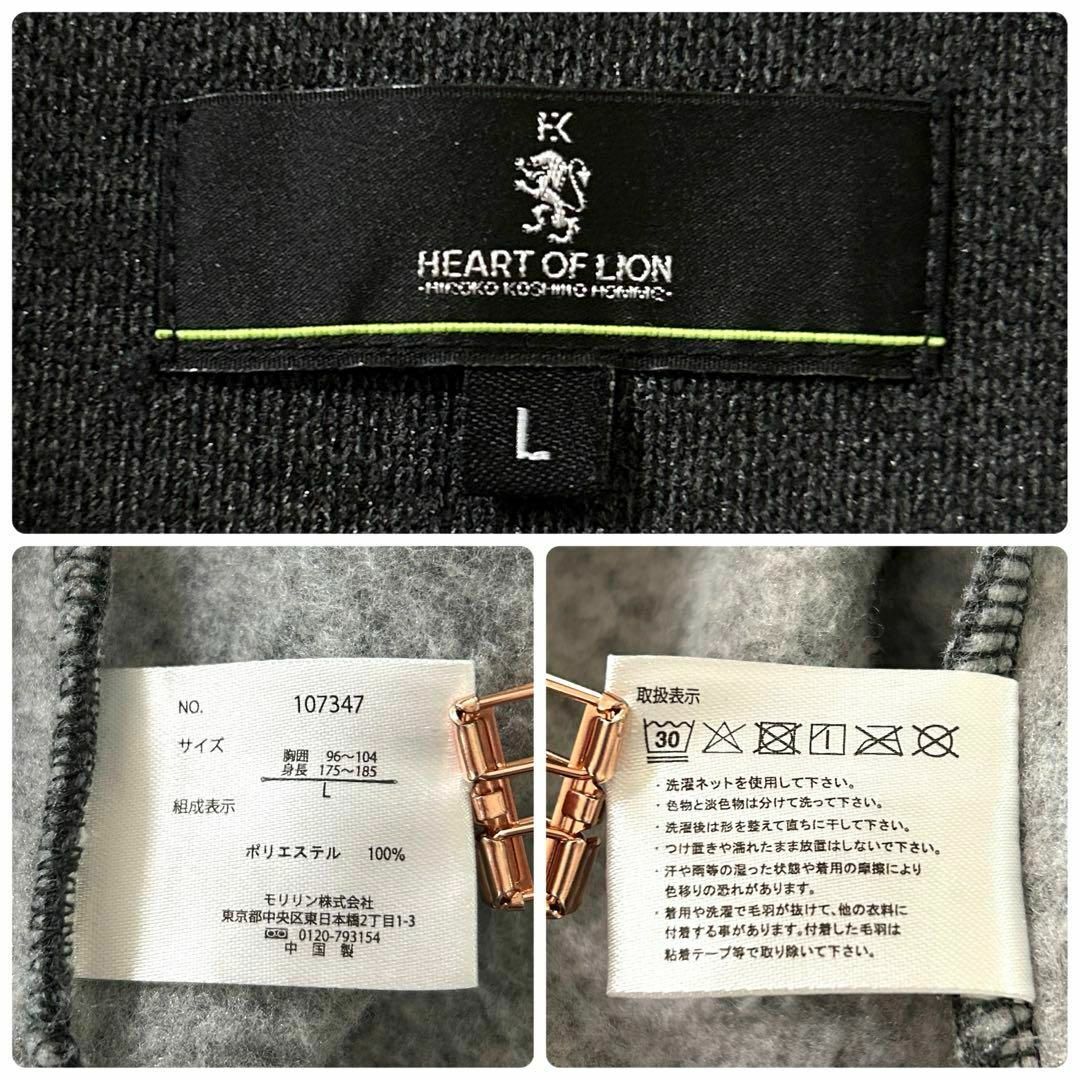 HK
HEART OF LION
-HIROKO KOSHINO HOMME-
L
NO. 107347
サイズ
胸囲 96～104
身長 175～185
L
組成表示
ポリエステル 100%
モリリン株式会社
東京都中央区東日本橋2丁目1-3
0120-793154
中国製
取扱表示
30
・洗濯ネットを使用して下さい。
・色物と淡色物は分けて洗って下さい。
・洗濯後は形を整えて直ちに干して下さい。
・つけ置きや濡れたまま放置はしないで下さい。
・汗や雨等の湿った状態や着用の摩擦により
色移りの恐れがあります。
・着用や洗濯で毛羽が抜けて、他の衣料に
付着する事があります。付着した毛羽は
粘着テープ等で取り除いて下さい。